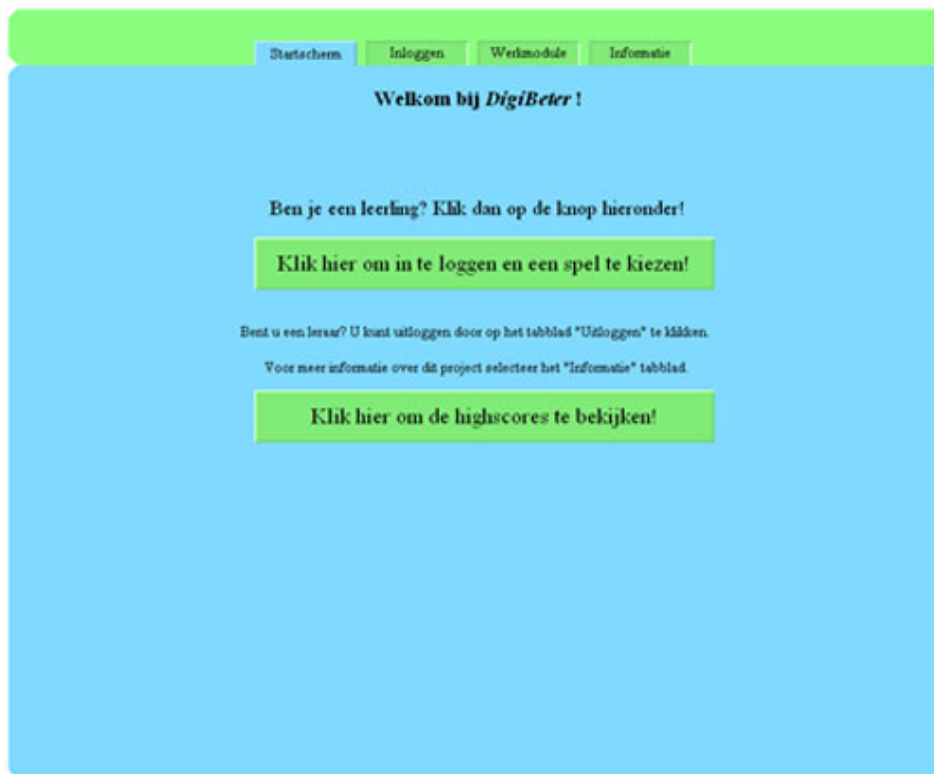 Startscherm Inloggen Werkmodule Informatie
Welkom bij DigiBeter !
Ben je een leerling? Klik dan op de knop hieronder!
Klik hier om in te loggen en een spel te kiezen!
Bent u een leraar? U kunt uitloggen door op het tabblad "Uitloggen" te klikken.
Voor meer informatie over dit project selecteer het "Informatie" tabblad.
Klik hier om de highscores te bekijken!